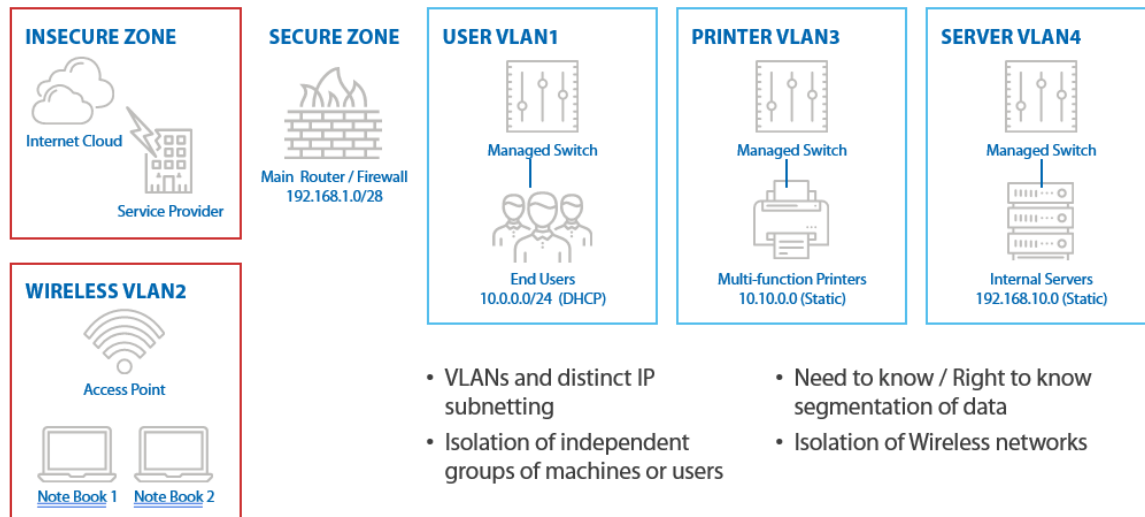 INSECURE ZONE
Internet Cloud
Service Provider
SECURE ZONE
Main Router / Firewall
192.168.1.0/28
USER VLAN1
Managed Switch
End Users
10.0.0.0/24 (DHCP)
PRINTER VLAN3
Managed Switch
Multi-function Printers
10.10.0.0 (Static)
SERVER VLAN4
Managed Switch
Internal Servers
192.168.10.0 (Static)
WIRELESS VLAN2
Access Point
Note Book 1
Note Book 2
• VLANs and distinct IP
subnetting
• Isolation of independent
groups of machines or users
• Need to know / Right to know
segmentation of data
• Isolation of Wireless networks